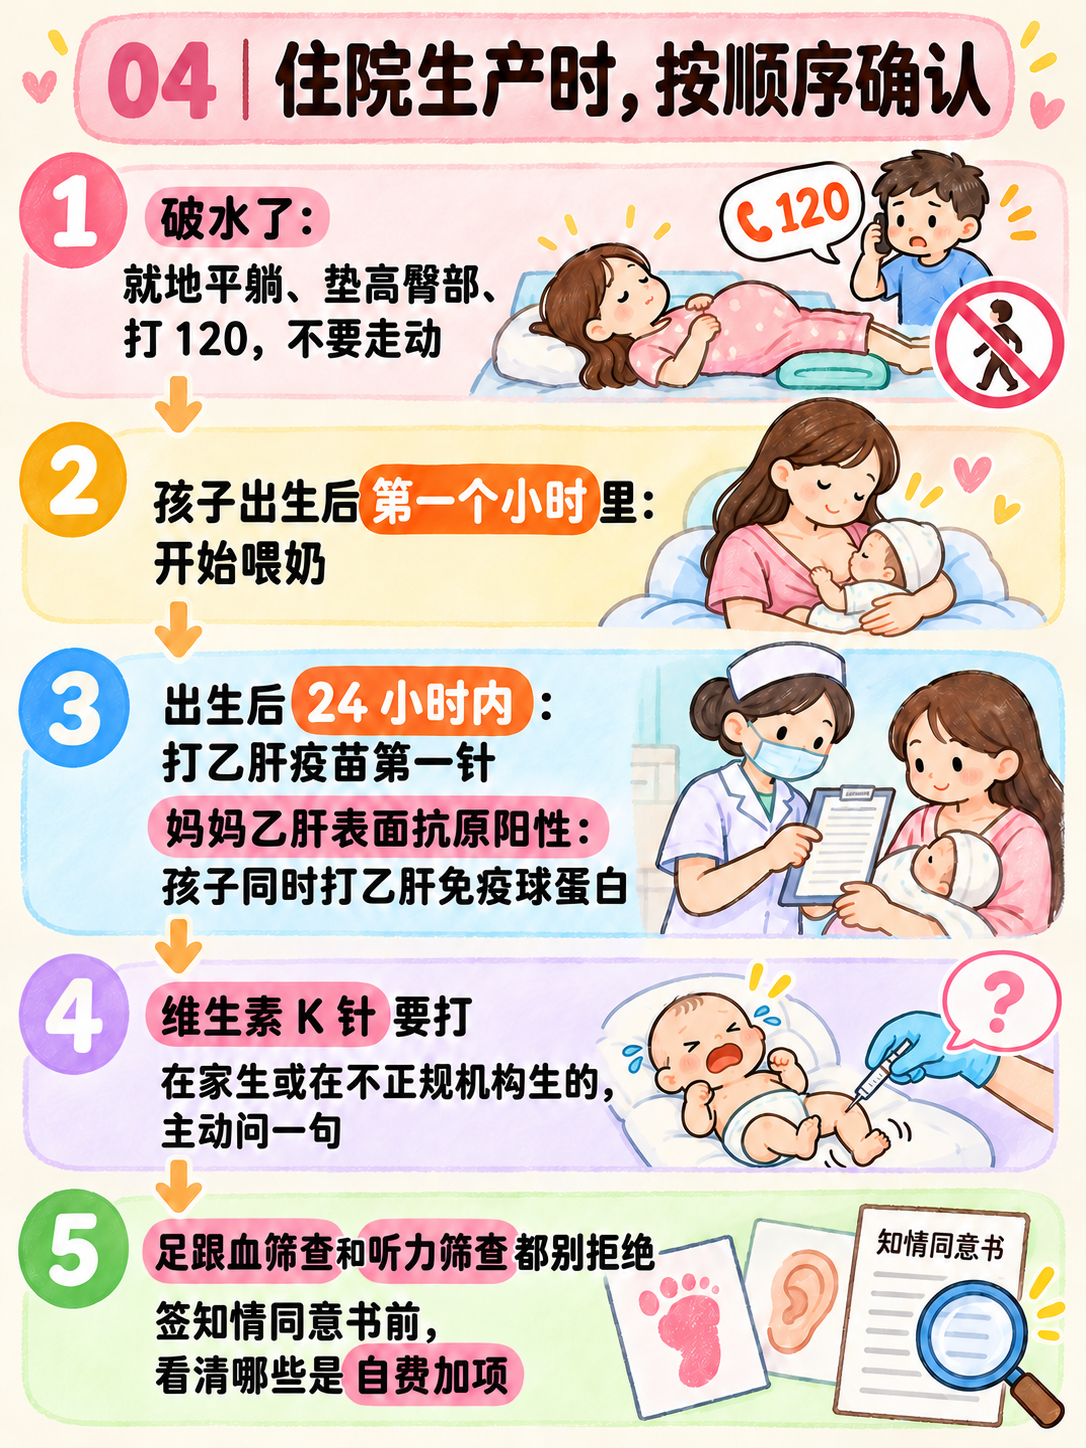 04 | 住院生产时，按顺序确认
1
破水了：
就地平躺、垫高臀部、
打 120，不要走动
120
2
孩子出生后第一个小时里：
开始喂奶
3
出生后 24 小时内：
打乙肝疫苗第一针
妈妈乙肝表面抗原阳性：
孩子同时打乙肝免疫球蛋白
4
维生素 K 针 要打
在家生或在不正规机构生的，
主动问一句
?
5
足跟血筛查和听力筛查都别拒绝
签知情同意书前，
看清哪些是自费加项
知情同意书